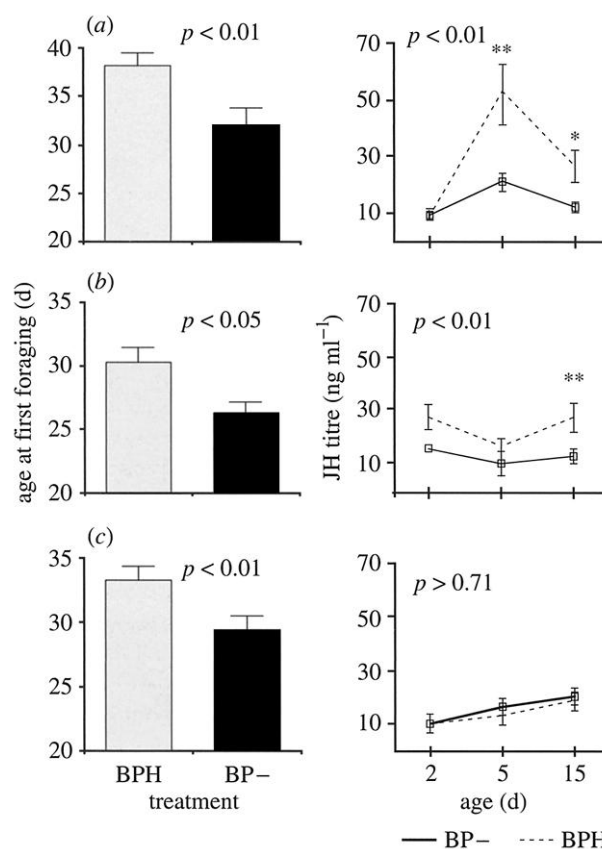 (a)
p < 0.01
40
35
30
25
20
p < 0.01
**
*
70
50
30
10
(b)
p < 0.05
35
30
25
20
p < 0.01
**
70
50
30
10
(c)
p < 0.01
35
30
25
20
p > 0.71
70
50
30
10
age at first foraging (d)
JH titre (ng ml⁻¹)
BPH BP−
treatment
2 5 15
age (d)
BP− BPH